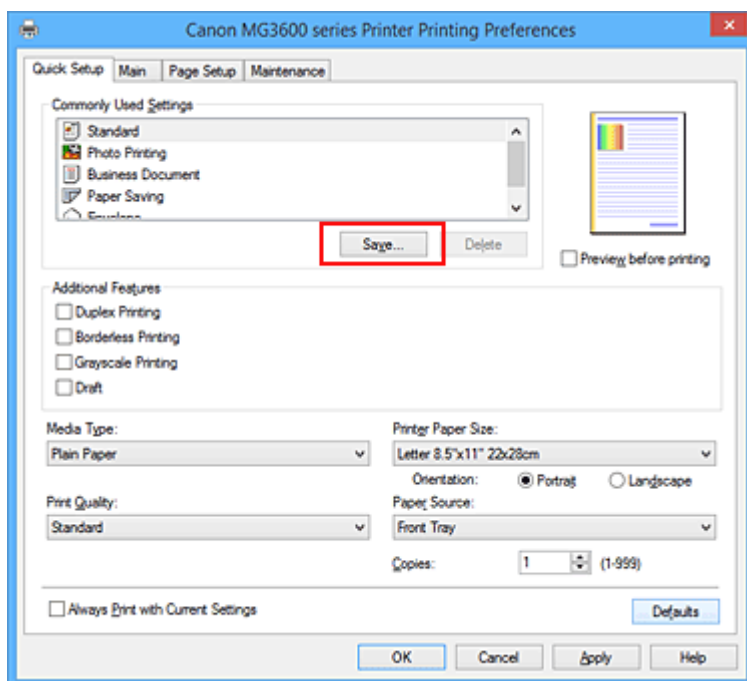 Canon MG3600 series Printer Printing Preferences
Quick Setup Main Page Setup Maintenance
Commonly Used Settings
Standard
Photo Printing
Business Document
Paper Saving
Envelope
Save... Delete
Preview before printing
Additional Features
Duplex Printing
Borderless Printing
Grayscale Printing
Draft
Media Type:
Plain Paper
Printer Paper Size:
Letter 8.5"x11" 22x28cm
Orientation: Portrait Landscape
Print Quality:
Standard
Paper Source:
Front Tray
Copies: 1 (1-999)
Always Print with Current Settings
Defaults
OK Cancel Apply Help